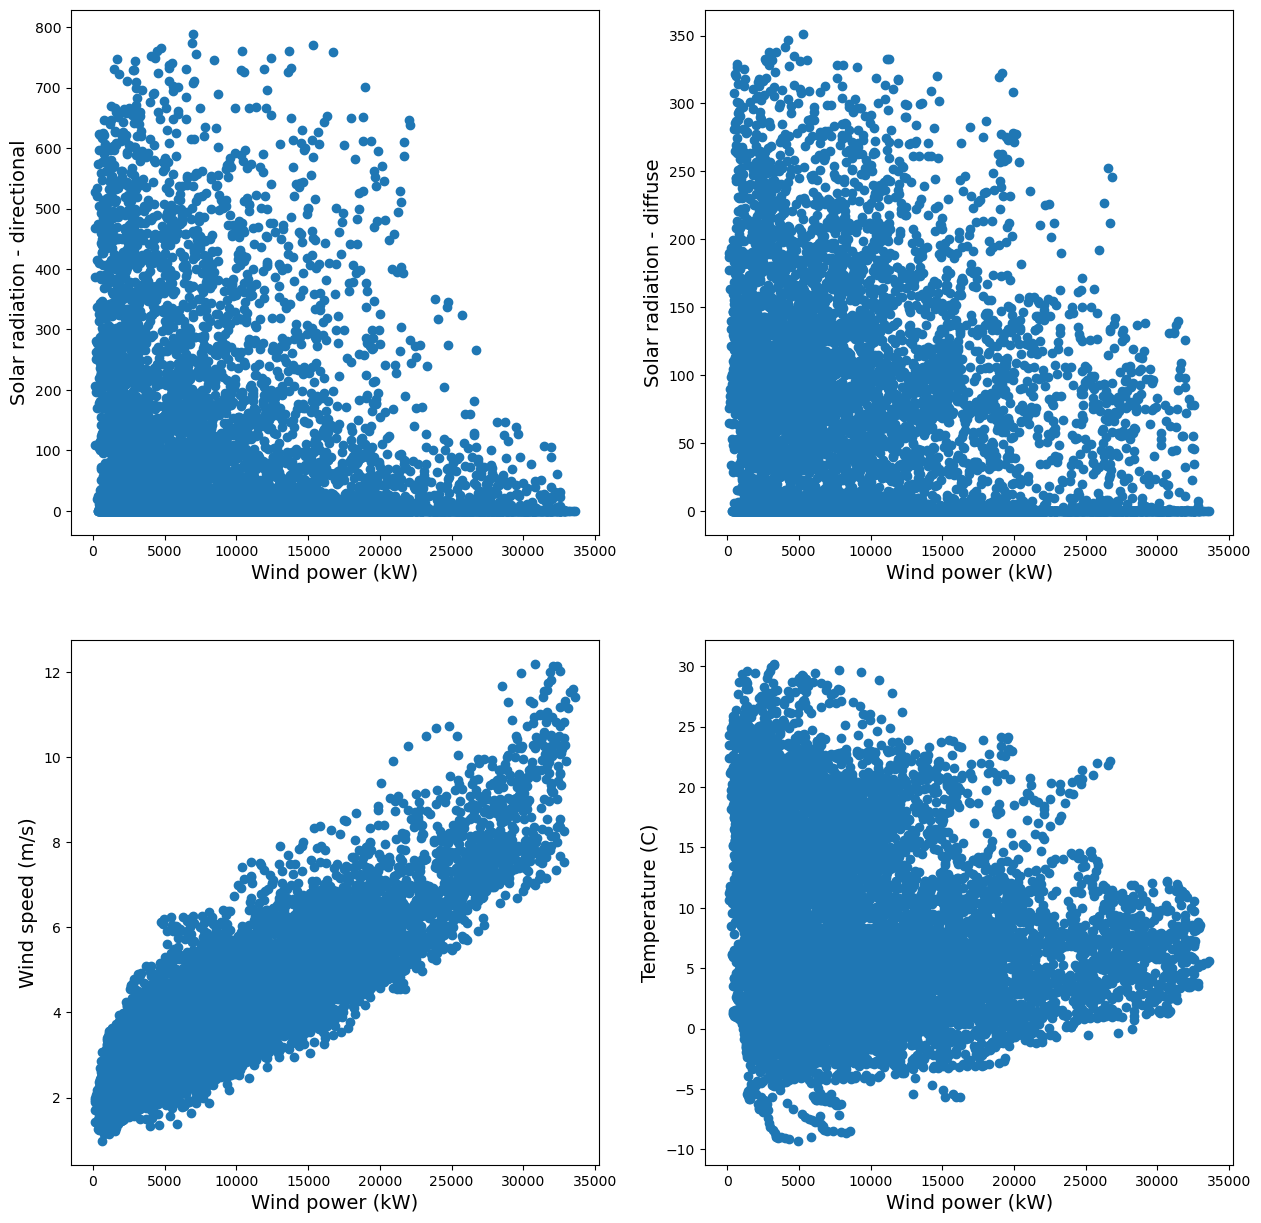 800
700
600
500
400
300
200
100
0
Solar radiation - directional
0 5000 10000 15000 20000 25000 30000 35000
Wind power (kW)
350
300
250
200
150
100
50
0
Solar radiation - diffuse
0 5000 10000 15000 20000 25000 30000 35000
Wind power (kW)
12
10
8
6
4
2
Wind speed (m/s)
0 5000 10000 15000 20000 25000 30000 35000
Wind power (kW)
30
25
20
15
10
5
0
−5
−10
Temperature (C)
0 5000 10000 15000 20000 25000 30000 35000
Wind power (kW)